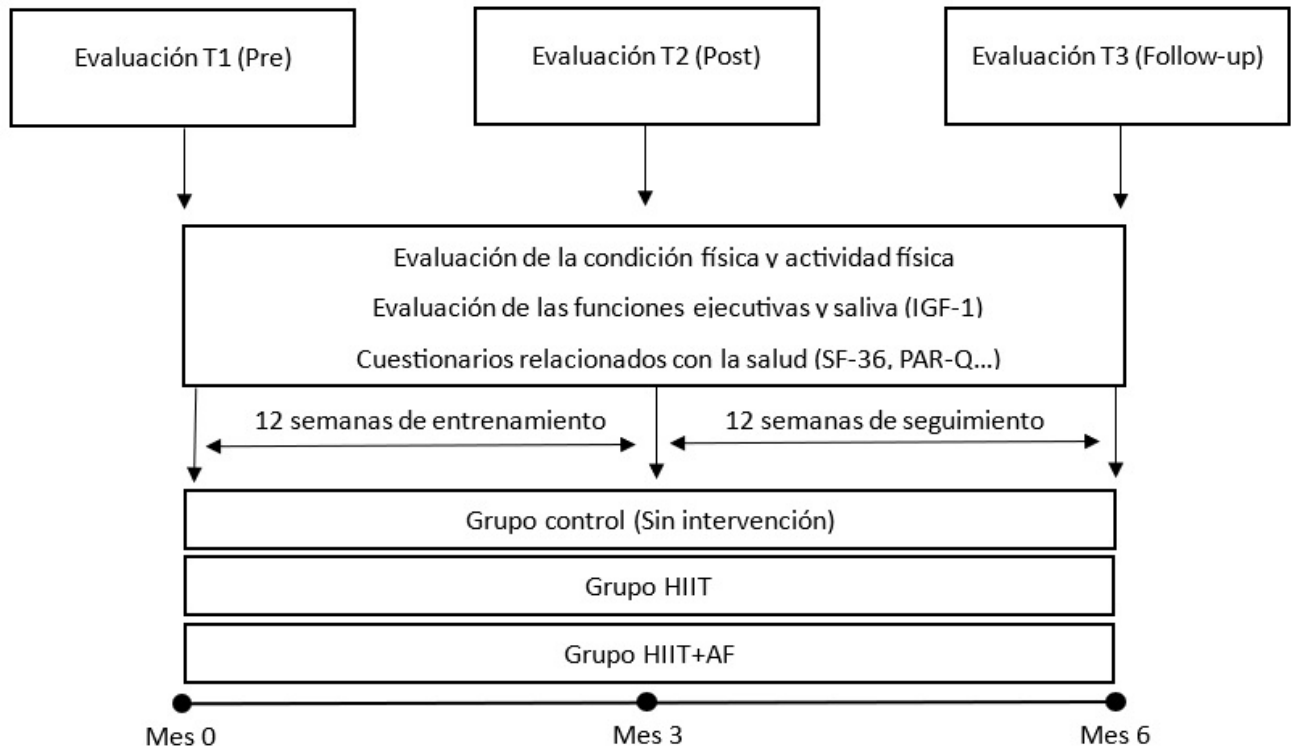 Evaluación T1 (Pre)
Evaluación T2 (Post)
Evaluación T3 (Follow-up)
Evaluación de la condición física y actividad física
Evaluación de las funciones ejecutivas y saliva (IGF-1)
Cuestionarios relacionados con la salud (SF-36, PAR-Q...)
12 semanas de entrenamiento
12 semanas de seguimiento
Grupo control (Sin intervención)
Grupo HIIT
Grupo HIIT+AF
Mes 0
Mes 3
Mes 6